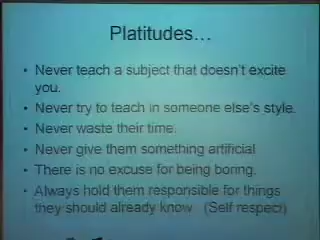 Platitudes...
• Never teach a subject that doesn't excite
you.
• Never try to teach in someone else's style.
• Never waste their time.
• Never give them something artificial
• There is no excuse for being boring.
• Always hold them responsible for things
they should already know (Self respect)